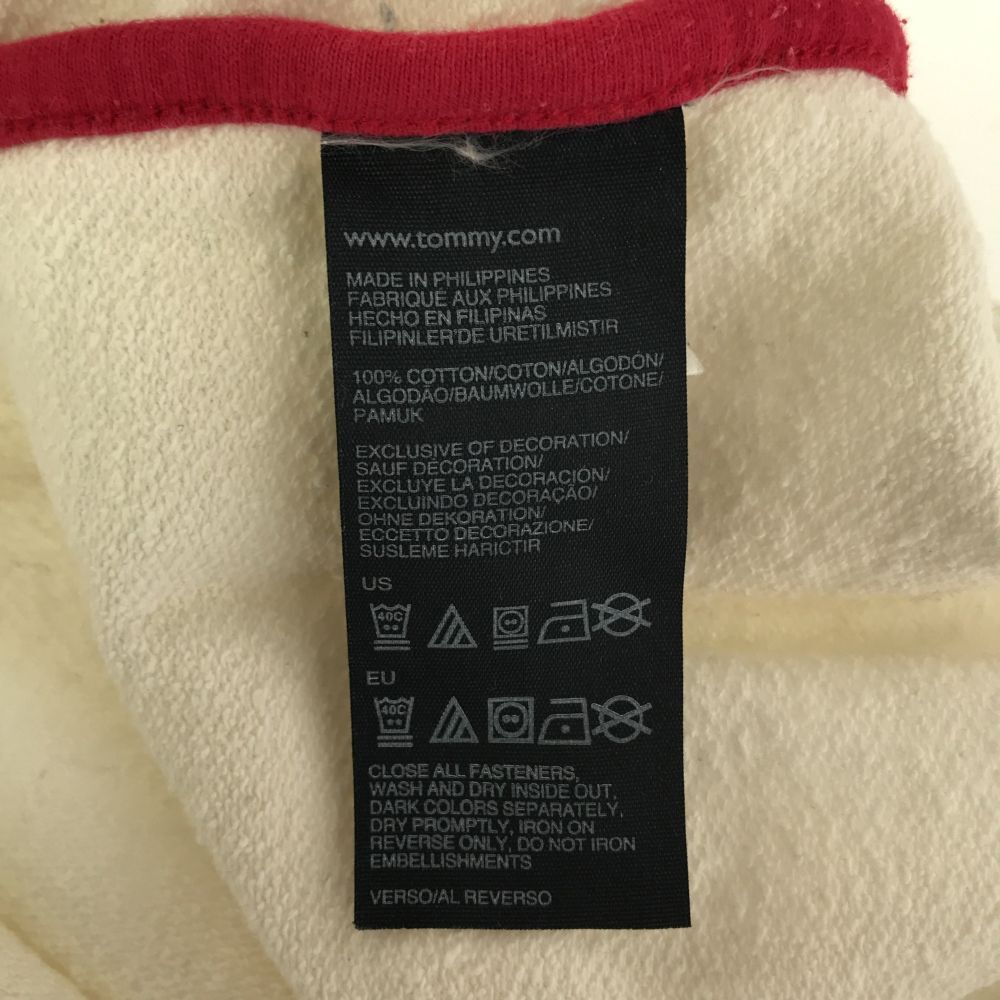 www.tommy.com
MADE IN PHILIPPINES
FABRIQUÉ AUX PHILIPPINES
HECHO EN FILIPINAS
FILIPINLER'DE URETILMISTIR
100% COTTON/COTON/ALGODÓN/
ALGODÃO/BAUMWOLLE/COTONE/
PAMUK
EXCLUSIVE OF DECORATION/
SAUF DÉCORATION/
EXCLUYE LA DECORACIÓN/
EXCLUINDO DECORAÇÃO/
OHNE DEKORATION/
ECCETTO DECORAZIONE/
SUSLEME HARICTIR
US
40C
EU
40C
CLOSE ALL FASTENERS,
WASH AND DRY INSIDE OUT,
DARK COLORS SEPARATELY,
DRY PROMPTLY, IRON ON
REVERSE ONLY, DO NOT IRON
EMBELLISHMENTS
VERSO/AL REVERSO